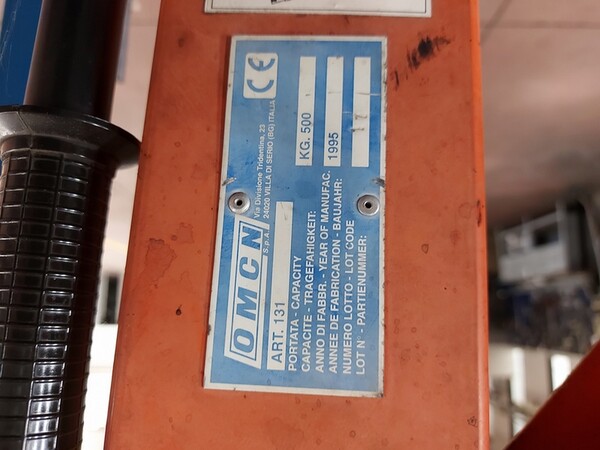 OMCN
S.p.A.
Via Divisione Tridentina, 23
24020 VILLA DI SERIO (BG) ITALIA
CE
ART. 131
PORTATA - CAPACITY
CAPACITE - TRAGEFAHIGKEIT:
KG. 500
ANNO DI FABBR. - YEAR OF MANUFAC.
ANNEE DE FABRICATION - BAUJAHR:
1995
NUMERO LOTTO - LOT CODE
LOT N° - PARTIENUMMER: